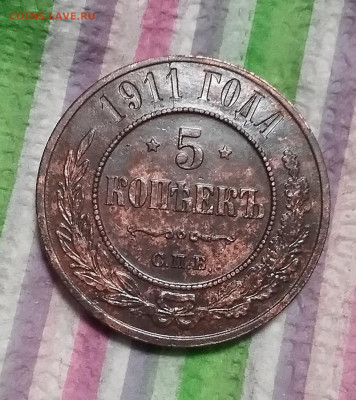 COINS.LAVE.RU
1911 ГОДА
5
КОПѢЕКЪ
С.П.Б.